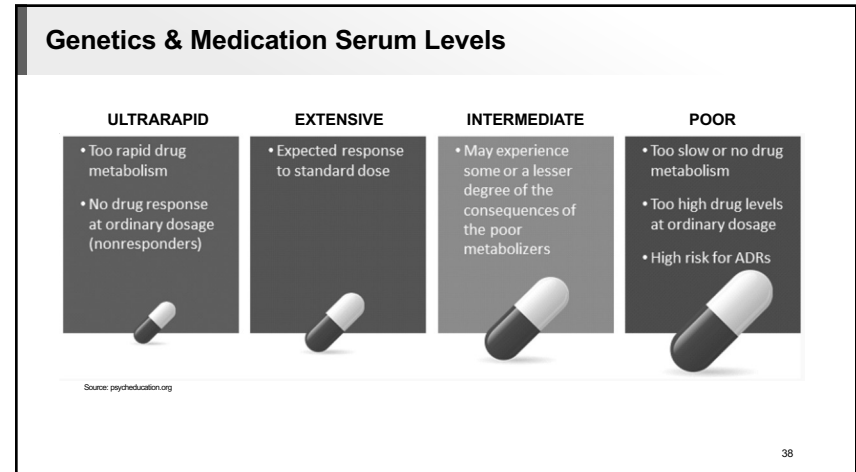 Genetics & Medication Serum Levels
ULTRARAPID
• Too rapid drug
metabolism
• No drug response
at ordinary dosage
(nonresponders)
EXTENSIVE
• Expected response
to standard dose
INTERMEDIATE
• May experience
some or a lesser
degree of the
consequences of
the poor
metabolizers
POOR
• Too slow or no drug
metabolism
• Too high drug levels
at ordinary dosage
• High risk for ADRs
Source: psycheducation.org
38